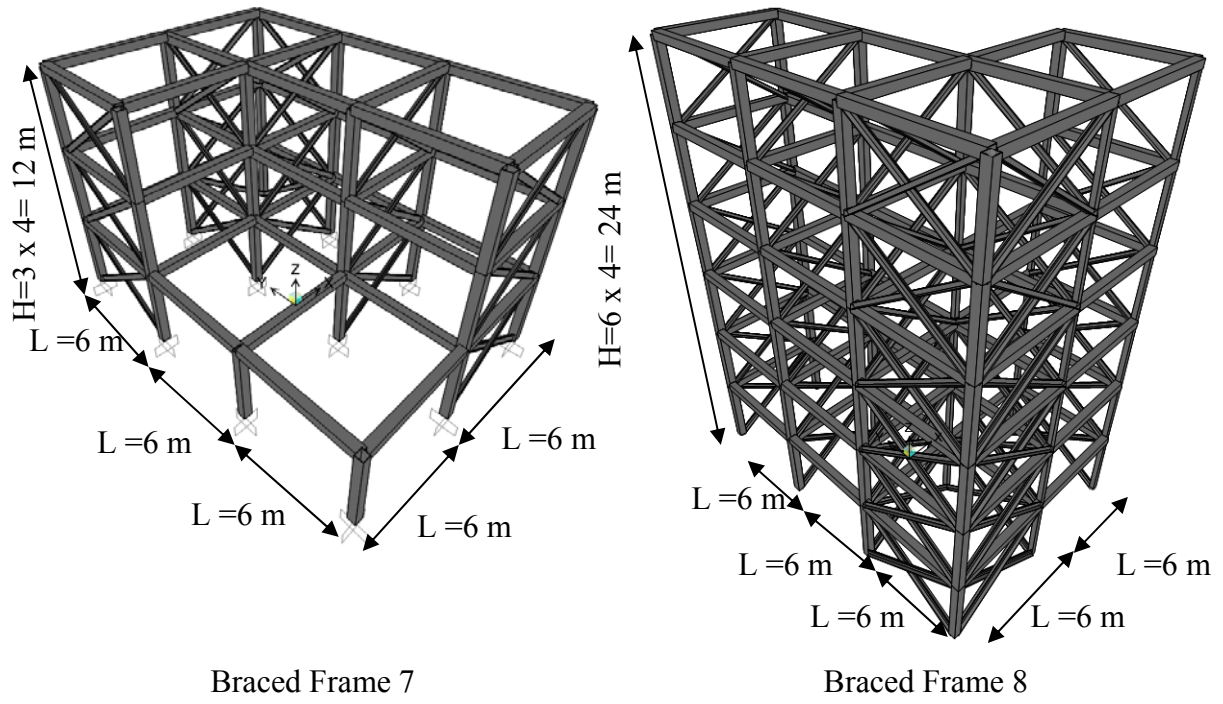 H=3 x 4= 12 m
L =6 m
L =6 m
L =6 m
L =6 m
L =6 m
Z
Y
X
H=6 x 4= 24 m
L =6 m
L =6 m
L =6 m
L =6 m
L =6 m
Z
Braced Frame 7
Braced Frame 8